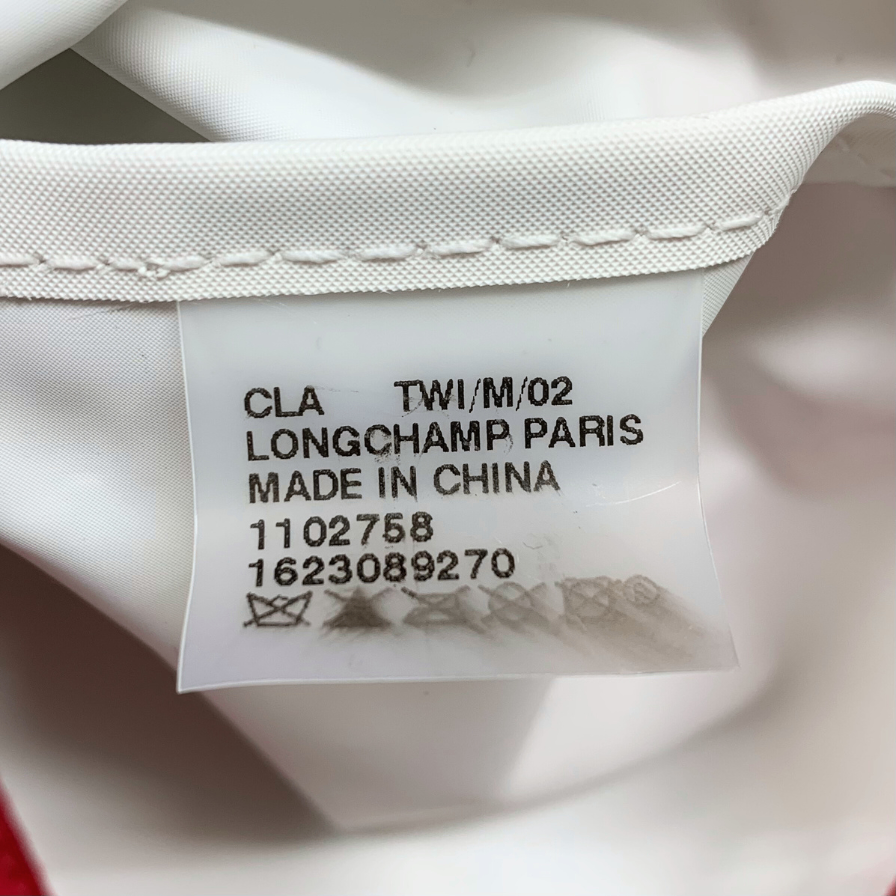 CLA TWI/M/02
LONGCHAMP PARIS
MADE IN CHINA
1102758
1623089270